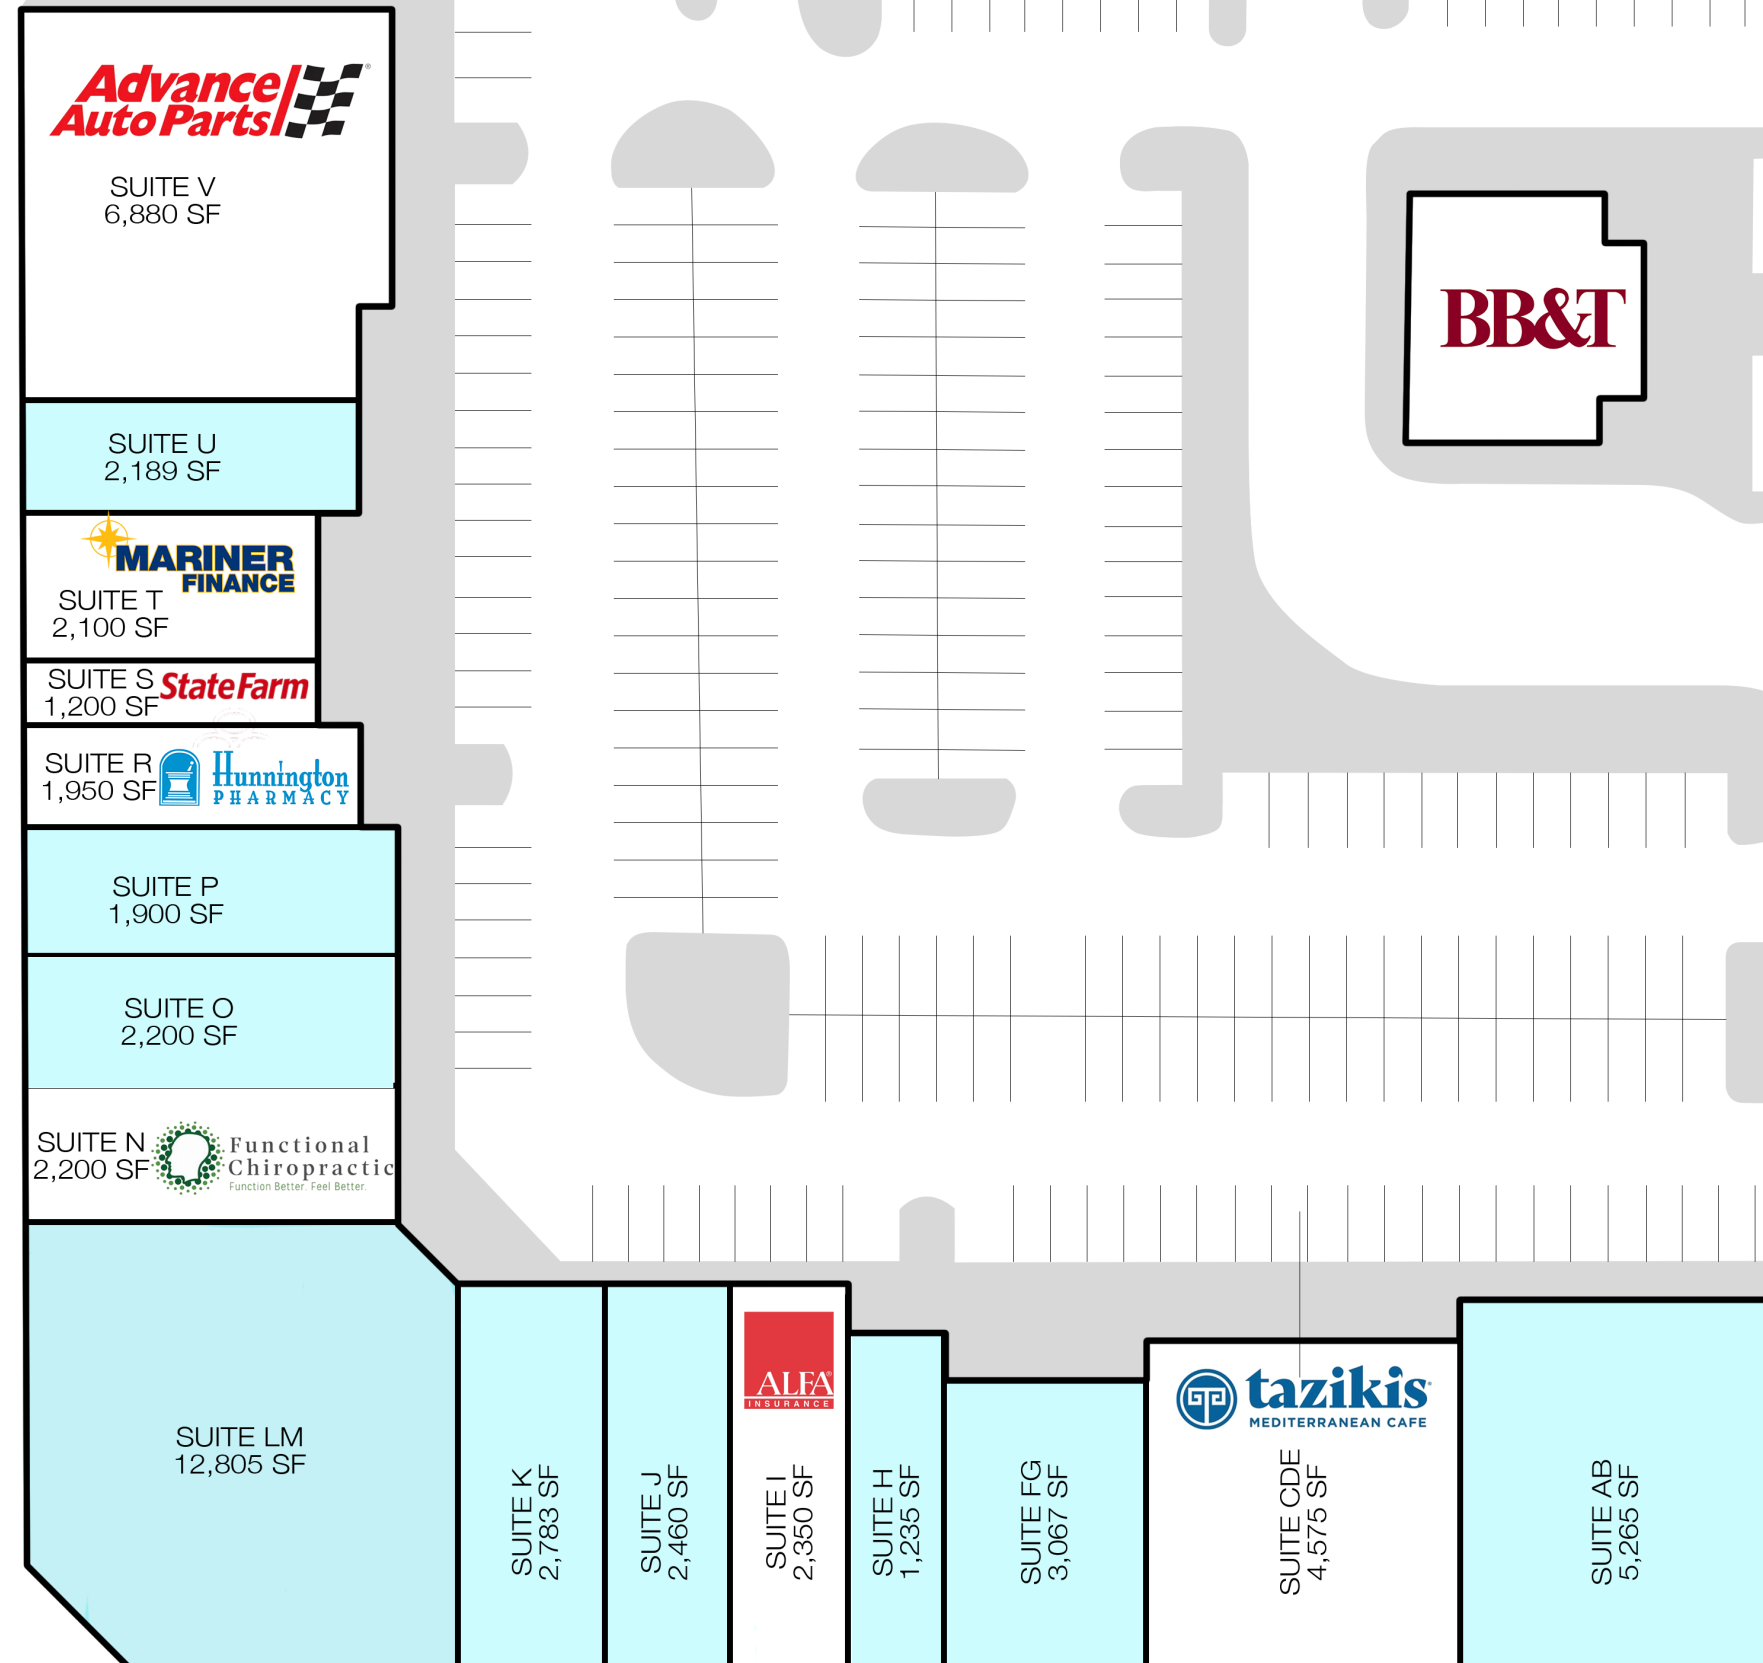 Advance
Auto Parts
SUITE V
6,880 SF
BB&T
SUITE U
2,189 SF
MARINER
FINANCE
SUITE T
2,100 SF
SUITE S
1,200 SF
StateFarm
SUITE R
1,950 SF
Hunnington
PHARMACY
SUITE P
1,900 SF
SUITE O
2,200 SF
SUITE N
2,200 SF
Functional
Chiropractic
Function Better. Feel Better.
SUITE LM
12,805 SF
SUITE K
2,783 SF
SUITE J
2,460 SF
ALFA
INSURANCE
SUITE I
2,350 SF
SUITE H
1,235 SF
SUITE FG
3,067 SF
tazikis
MEDITERRANEAN CAFE
SUITE CDE
4,575 SF
SUITE AB
5,265 SF